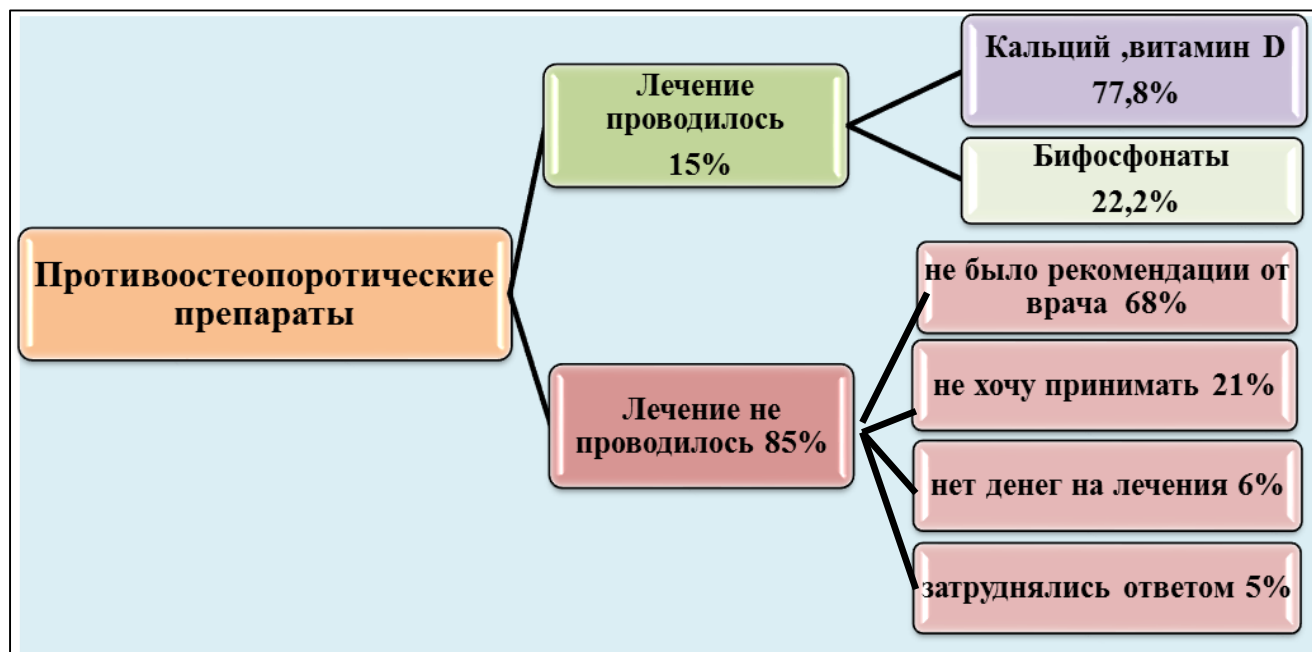 Противоостеопоротические
препараты
Лечение
проводилось
15%
Кальций ,витамин D
77,8%
Бифосфонаты
22,2%
Лечение не
проводилось 85%
не было рекомендации от
врача 68%
не хочу принимать 21%
нет денег на лечения 6%
затруднялись ответом 5%